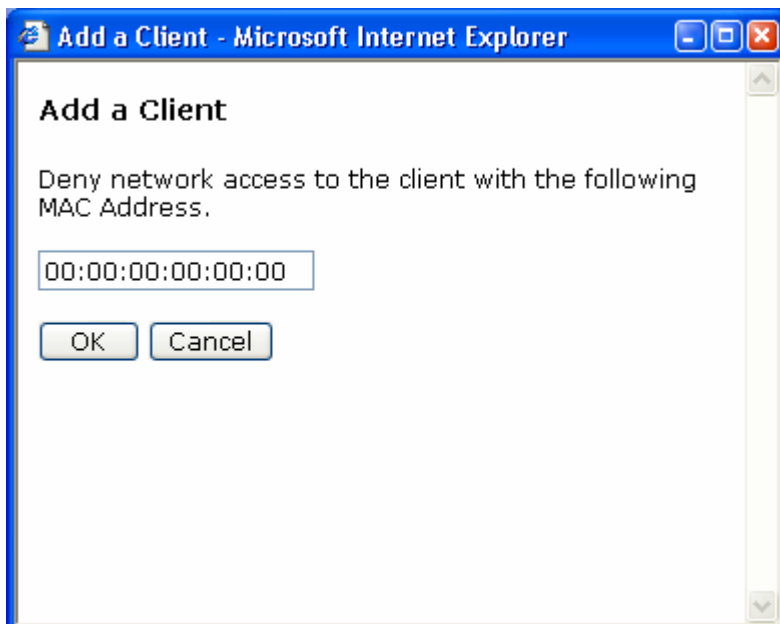 Add a Client - Microsoft Internet Explorer
Add a Client
Deny network access to the client with the following
MAC Address.
00:00:00:00:00:00
OK Cancel